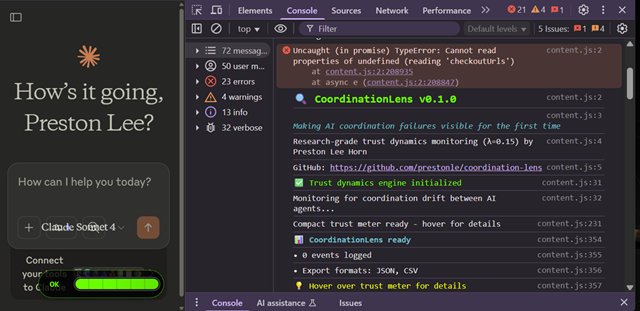 How's it going,
Preston Lee?
How can I help you today?
Claude Sonnet 4
Connect
your tools
to Claude
OK
Elements Console Sources Network Performance 21 4 1
top Filter Default levels 5 Issues: 1 4
72 messag...
50 user m...
23 errors
4 warnings
13 info
32 verbose
Uncaught (in promise) TypeError: Cannot read content.js:2
properties of undefined (reading 'checkoutUrls')
at content.js:2:208935
at async e (content.js:2:208847)
🔍 CoordinationLens v0.1.0 content.js:2
content.js:3
Making AI coordination failures visible for the first time
Research-grade trust dynamics monitoring (λ=0.15) by content.js:4
Preston Lee Horn
GitHub: https://github.com/prestonle/coordination-lens content.js:5
✅ Trust dynamics engine initialized content.js:31
Monitoring for coordination drift between AI content.js:32
agents...
Compact trust meter ready - hover for details content.js:231
📊 CoordinationLens ready content.js:354
• 0 events logged content.js:355
• Export formats: JSON, CSV content.js:356
💡 Hover over trust meter for details content.js:357
Console AI assistance Issues